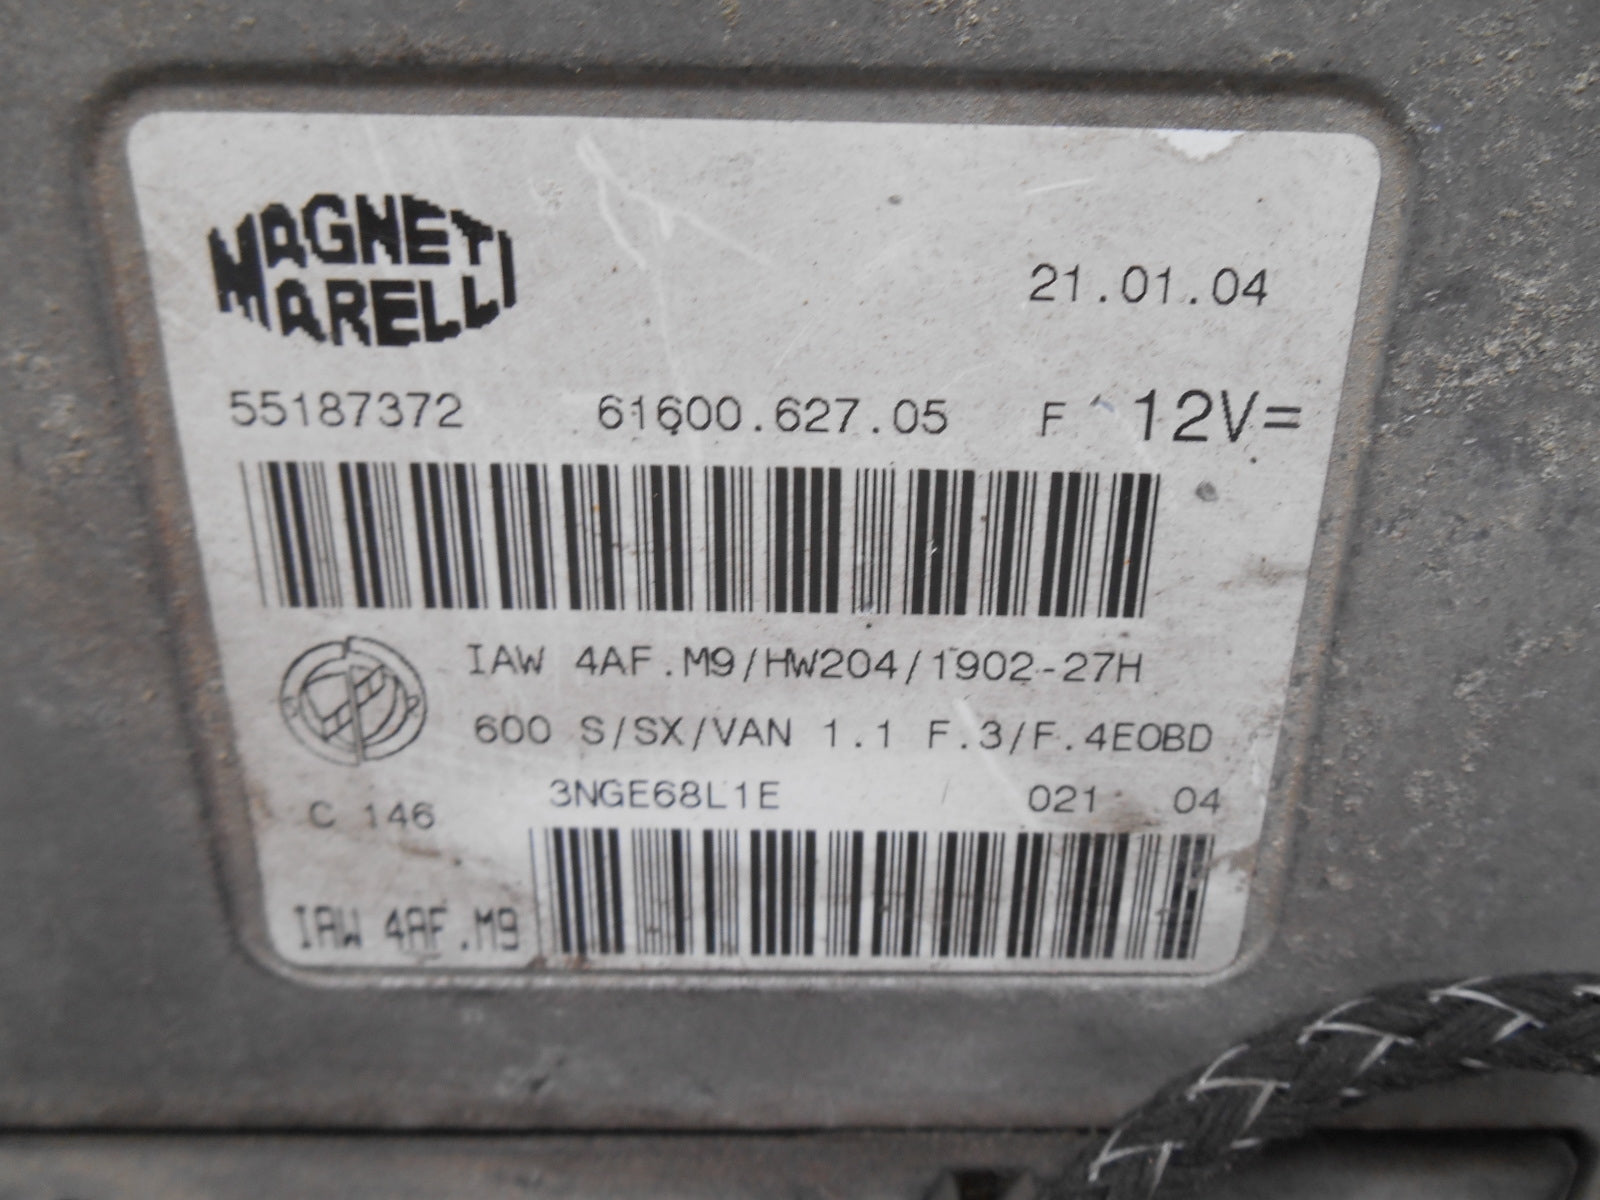 MAGNETI
MARELLI
21.01.04
55187372 61600.627.05 F 12V=
IAW 4AF.M9/HW204/1902-27H
600 S/SX/VAN 1.1 F.3/F.4EOBD
3NGE68L1E 021 04
C 146
IAW 4AF.M9